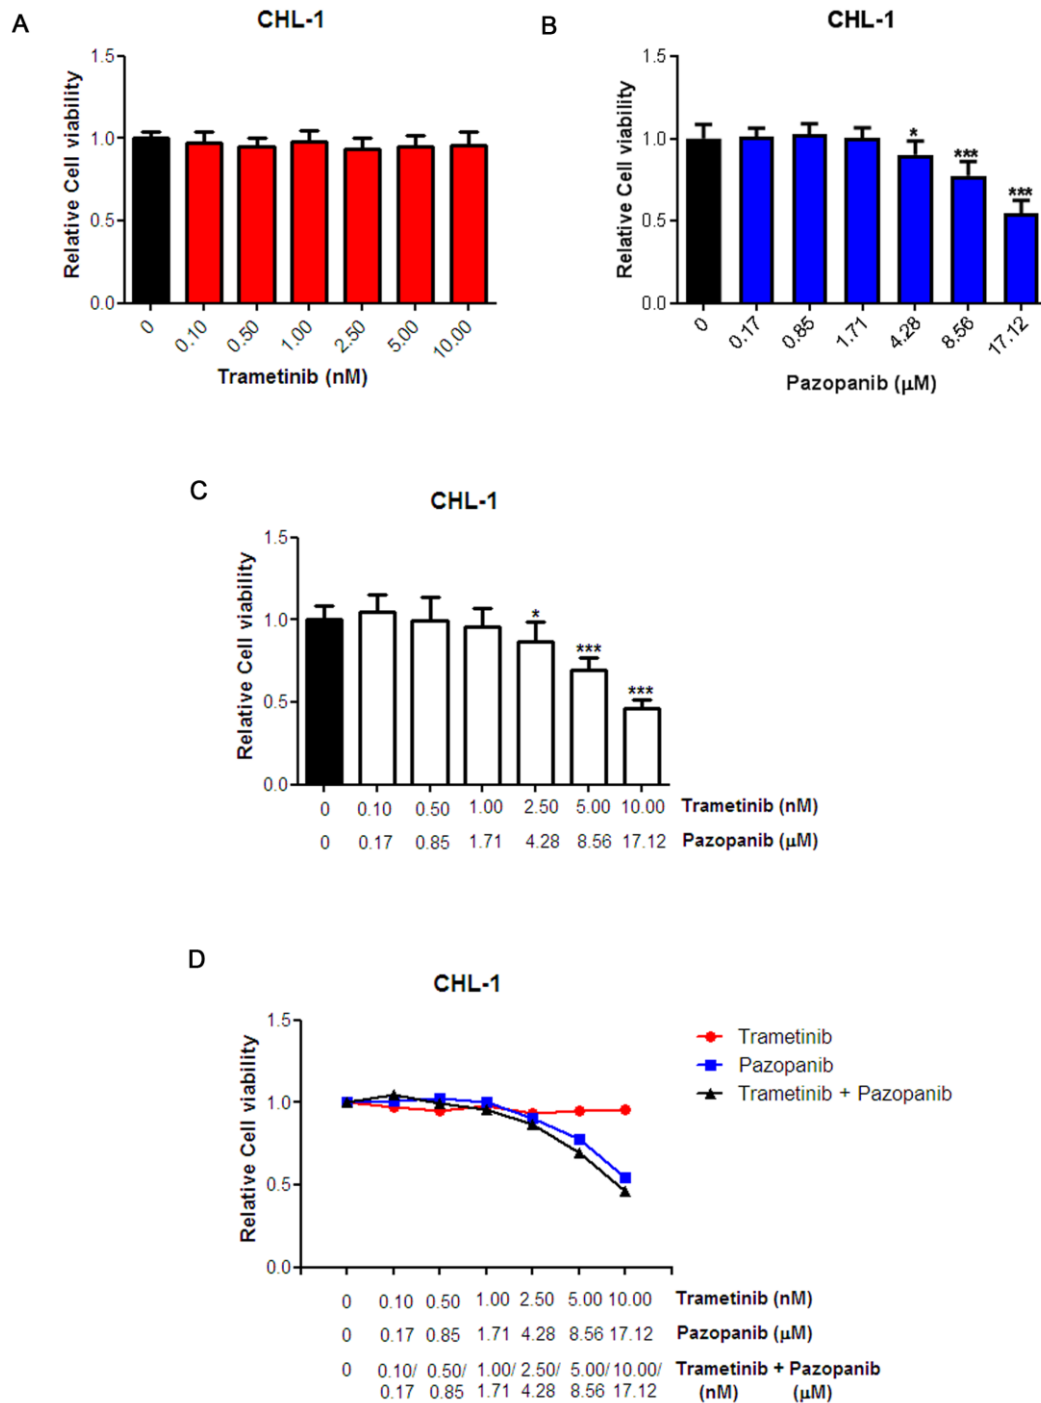 A
CHL-1
Relative Cell viability
1.5
1.0
0.5
0.0
0
0.10
0.50
1.00
2.50
5.00
10.00
Trametinib (nM)
B
CHL-1
Relative Cell viability
1.5
1.0
0.5
0.0
*
***
***
0
0.17
0.85
1.71
4.28
8.56
17.12
Pazopanib (μM)
C
CHL-1
Relative Cell viability
1.5
1.0
0.5
0.0
*
***
***
0 0.10 0.50 1.00 2.50 5.00 10.00 Trametinib (nM)
0 0.17 0.85 1.71 4.28 8.56 17.12 Pazopanib (μM)
D
CHL-1
Relative Cell viability
1.5
1.0
0.5
0.0
Trametinib
Pazopanib
Trametinib + Pazopanib
0 0.10 0.50 1.00 2.50 5.00 10.00 Trametinib (nM)
0 0.17 0.85 1.71 4.28 8.56 17.12 Pazopanib (μM)
0 0.10/ 0.50/ 1.00/ 2.50/ 5.00/ 10.00/ Trametinib + Pazopanib
0.17 0.85 1.71 4.28 8.56 17.12 (nM) (μM)